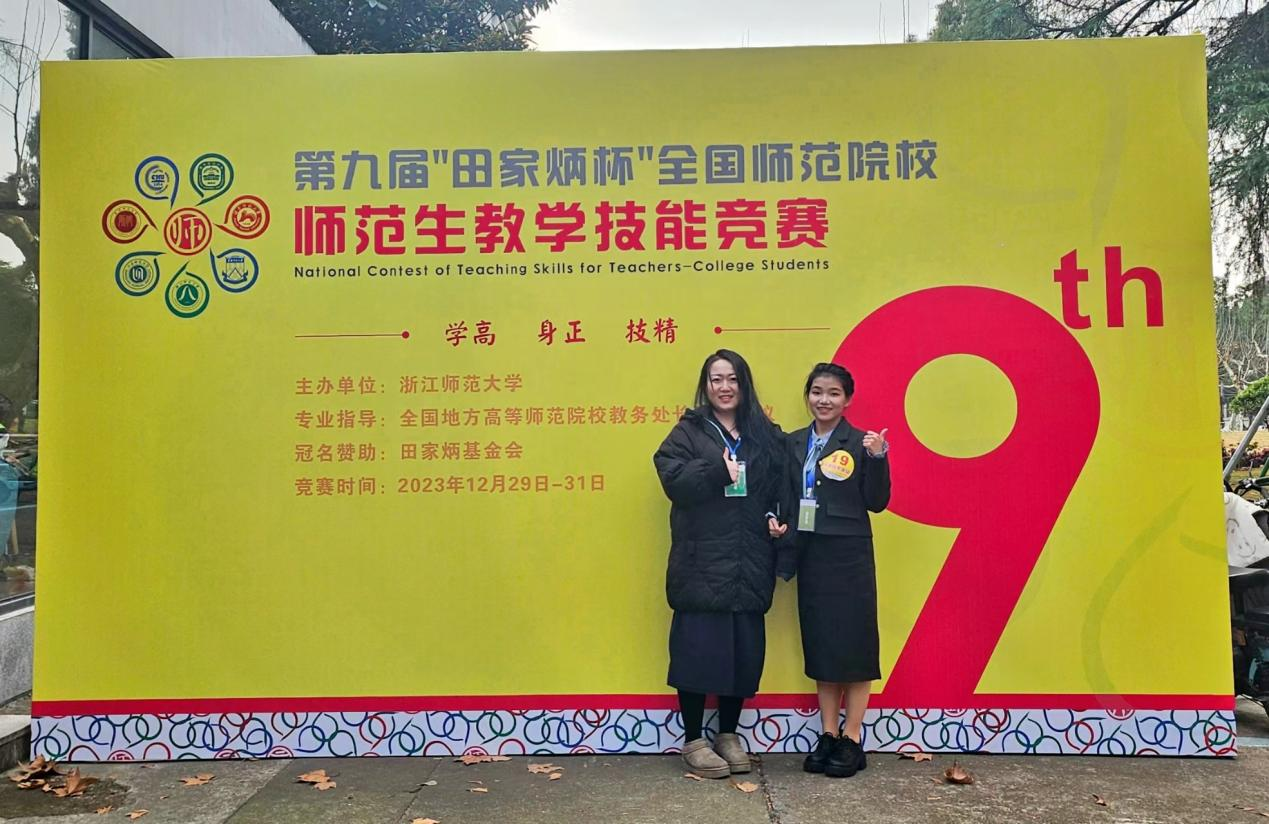 第九届"田家炳杯"全国师范院校
师范生教学技能竞赛
National Contest of Teaching Skills for Teachers-College Students
学高 身正 技精
主办单位：浙江师范大学
专业指导：全国地方高等师范院校教务处长
冠名赞助：田家炳基金会
竞赛时间：2023年12月29日-31日
9th
19